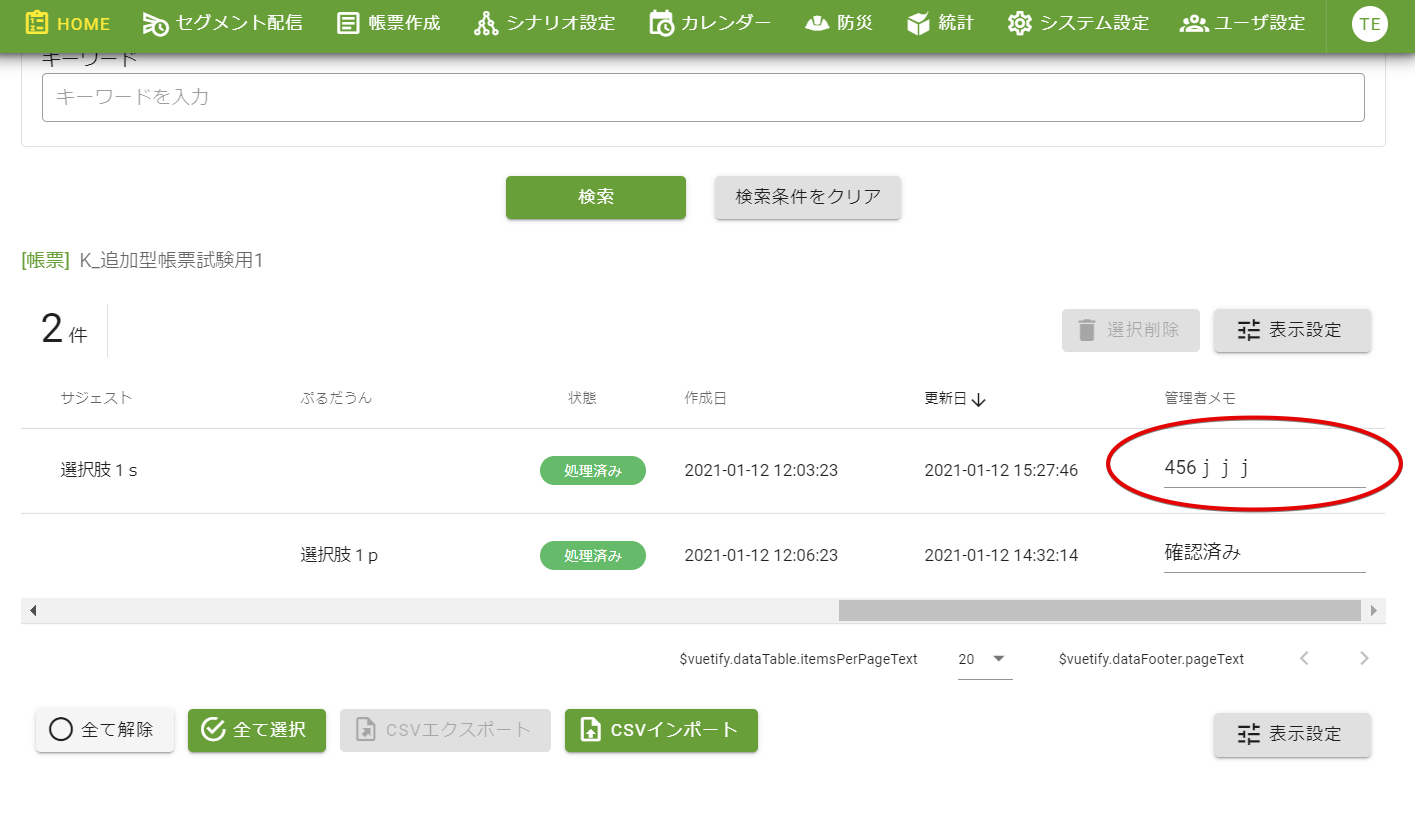 HOME セグメント配信 帳票作成 シナリオ設定 カレンダー 防災 統計 システム設定 ユーザ設定 TE
キーワード
キーワードを入力
検索 検索条件をクリア
[帳票] K_追加型帳票試験用1
2 件 選択削除 表示設定
サジェスト ぷるだうん 状態 作成日 更新日 管理者メモ
選択肢１ｓ 処理済み 2021-01-12 12:03:23 2021-01-12 15:27:46 456ｊｊｊ
選択肢１ｐ 処理済み 2021-01-12 12:06:23 2021-01-12 14:32:14 確認済み
$vuetify.dataTable.itemsPerPageText 20 $vuetify.dataFooter.pageText
全て解除 全て選択 CSVエクスポート CSVインポート 表示設定